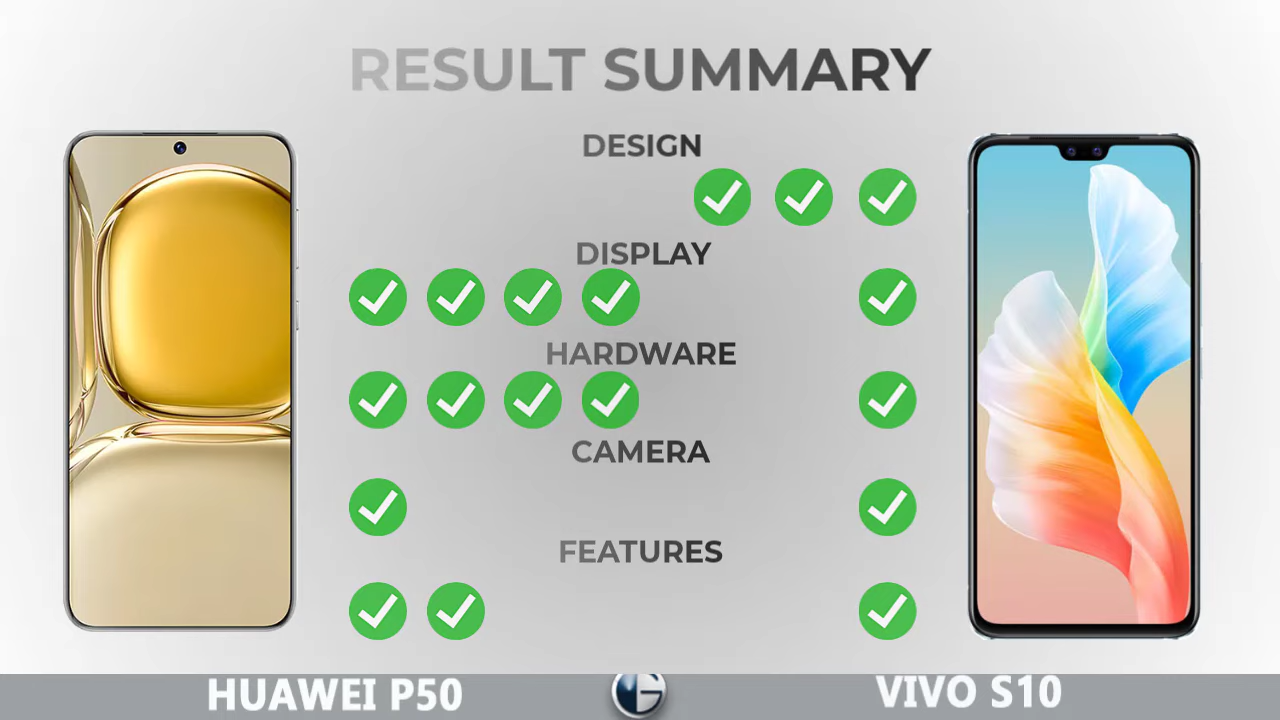 RESULT SUMMARY
DESIGN
DISPLAY
HARDWARE
CAMERA
FEATURES
HUAWEI P50
G
VIVO S10